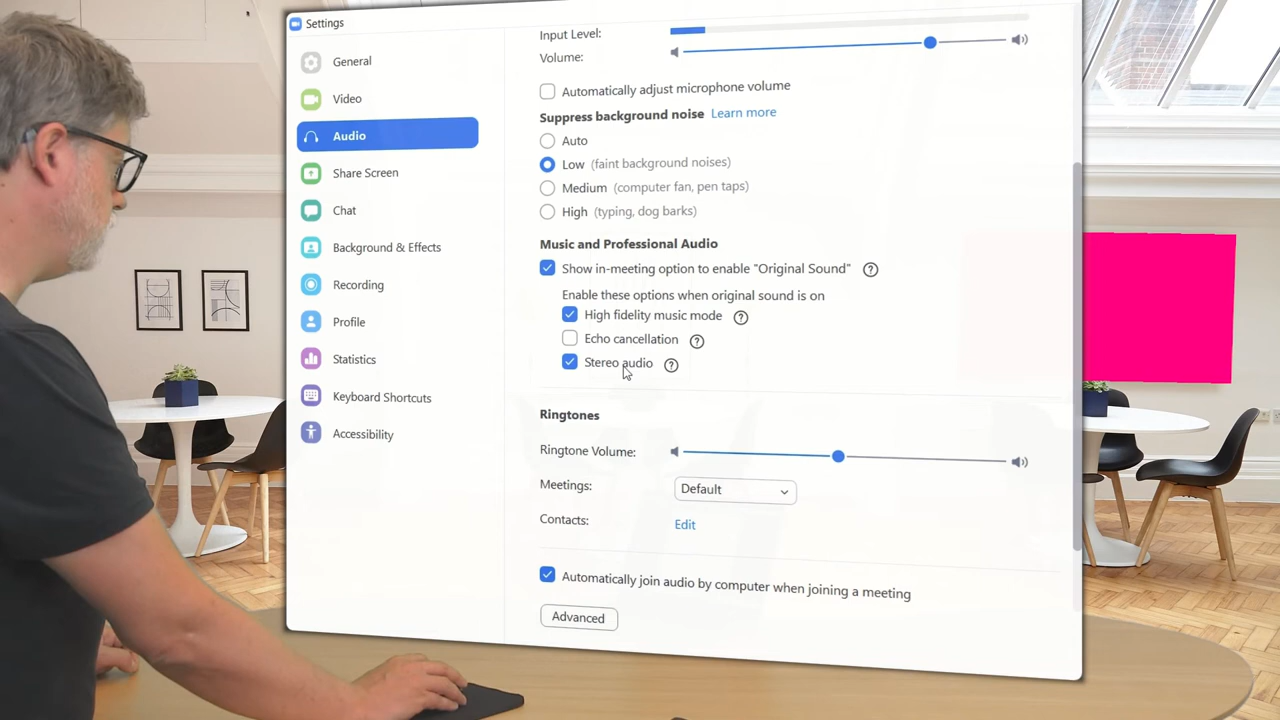 Settings
General
Video
Audio
Share Screen
Chat
Background & Effects
Recording
Profile
Statistics
Keyboard Shortcuts
Accessibility
Input Level:
Volume:
Automatically adjust microphone volume
Suppress background noise Learn more
Auto
Low (faint background noises)
Medium (computer fan, pen taps)
High (typing, dog barks)
Music and Professional Audio
Show in-meeting option to enable "Original Sound" ?
Enable these options when original sound is on
High fidelity music mode ?
Echo cancellation ?
Stereo audio ?
Ringtones
Ringtone Volume:
Meetings: Default
Contacts: Edit
Automatically join audio by computer when joining a meeting
Advanced